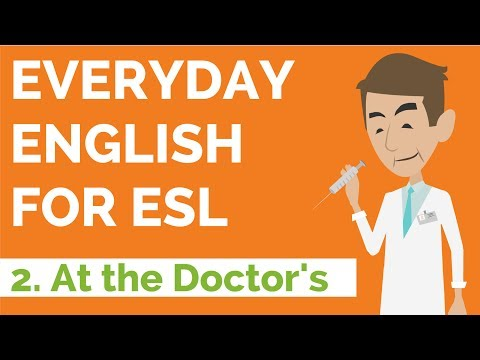 EVERYDAY
ENGLISH
FOR ESL
2. At the Doctor's